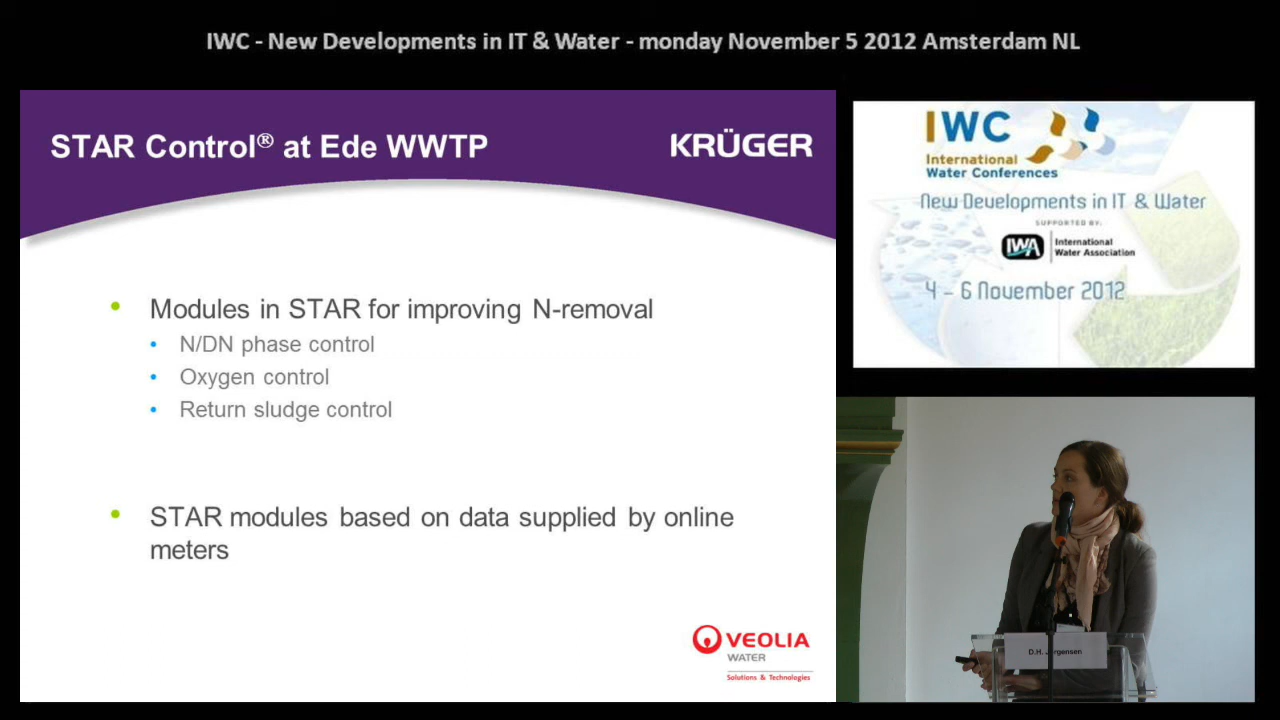 IWC - New Developments in IT & Water - monday November 5 2012 Amsterdam NL
STAR Control® at Ede WWTP
KRÜGER
• Modules in STAR for improving N-removal
• N/DN phase control
• Oxygen control
• Return sludge control
• STAR modules based on data supplied by online
meters
VEOLIA
WATER
Solutions & Technologies
IWC
International
Water Conferences
New Developments in IT & Water
SUPPORTED BY:
IWA
International
Water Association
4 - 6 November 2012
D.H. Jørgensen